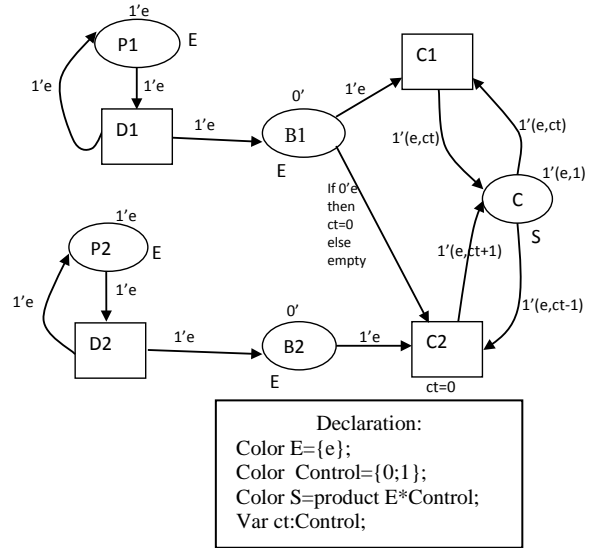 1'e
P1
E
1'e
1'e
D1
1'e
0'
B1
E
1'e
C1
1'(e,ct)
1'(e,ct)
1'(e,1)
C
S
If 0'e
then
ct=0
else
empty
1'(e,ct+1)
1'(e,ct-1)
1'e
P2
E
1'e
1'e
D2
1'e
0'
B2
E
1'e
C2
ct=0
Declaration:
Color E={e};
Color Control={0;1};
Color S=product E*Control;
Var ct:Control;